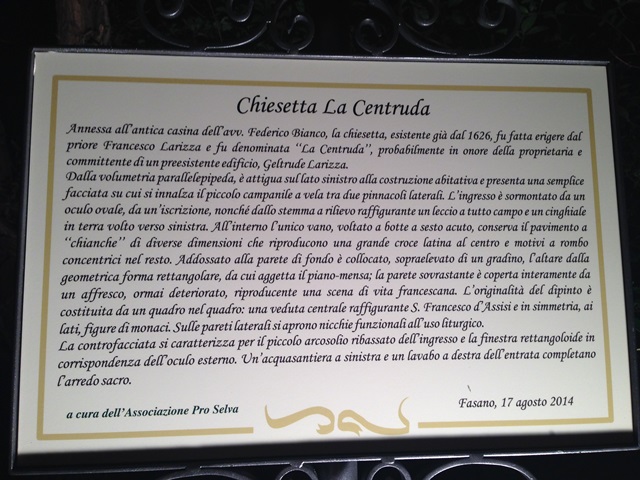 Chiesetta La Centruda
Annessa all'antica casina dell'avv. Federico Bianco, la chiesetta, esistente già dal 1626, fu fatta erigere dal
priore Francesco Larizza e fu denominata "La Centruda", probabilmente in onore della proprietaria e
committente di un preesistente edificio, Geltrude Larizza.
Dalla volumetria parallelepipeda, è attigua sul lato sinistro alla costruzione abitativa e presenta una semplice
facciata su cui si innalza il piccolo campanile a vela tra due pinnacoli laterali. L'ingresso è sormontato da un
oculo ovale, da un'iscrizione, nonché dallo stemma a rilievo raffigurante un leccio a tutto campo e un cinghiale
in terra volto verso sinistra. All'interno l'unico vano, voltato a botte a sesto acuto, conserva il pavimento a
"chianche" di diverse dimensioni che riproducono una grande croce latina al centro e motivi a rombo
concentrici nel resto. Addossato alla parete di fondo è collocato, sopraelevato di un gradino, l'altare dalla
geometrica forma rettangolare, da cui aggetta il piano-mensa; la parete sovrastante è coperta interamente da
un affresco, ormai deteriorato, riproducente una scena di vita francescana. L'originalità del dipinto è
costituita da un quadro nel quadro: una veduta centrale raffigurante S. Francesco d'Assisi e in simmetria, ai
lati, figure di monaci. Sulle pareti laterali si aprono nicchie funzionali all'uso liturgico.
La controfacciata si caratterizza per il piccolo arcosolio ribassato dell'ingresso e la finestra rettangoloide in
corrispondenza dell'oculo esterno. Un'acquasantiera a sinistra e un lavabo a destra dell'entrata completano
l'arredo sacro.
a cura dell'Associazione Pro Selva
Fasano, 17 agosto 2014